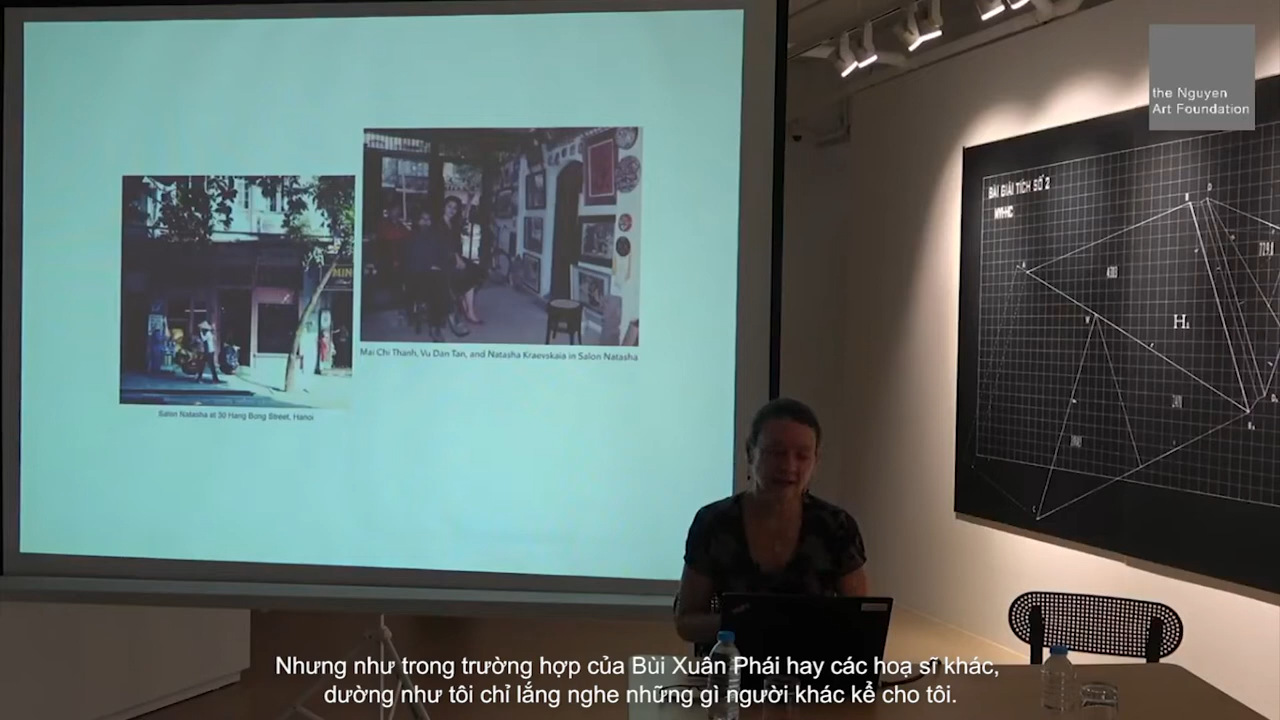 the Nguyen
Art Foundation
BÀI GIẢI TÍCH SỐ 2
MIN
Mai Chi Thanh, Vu Dan Tan, and Natasha Kraevskaia in Salon Natasha
Salon Natasha at 30 Hang Bong Street, Hanoi
Nhưng như trong trường hợp của Bùi Xuân Phái hay các hoạ sĩ khác,
dường như tôi chỉ lắng nghe những gì người khác kể cho tôi.